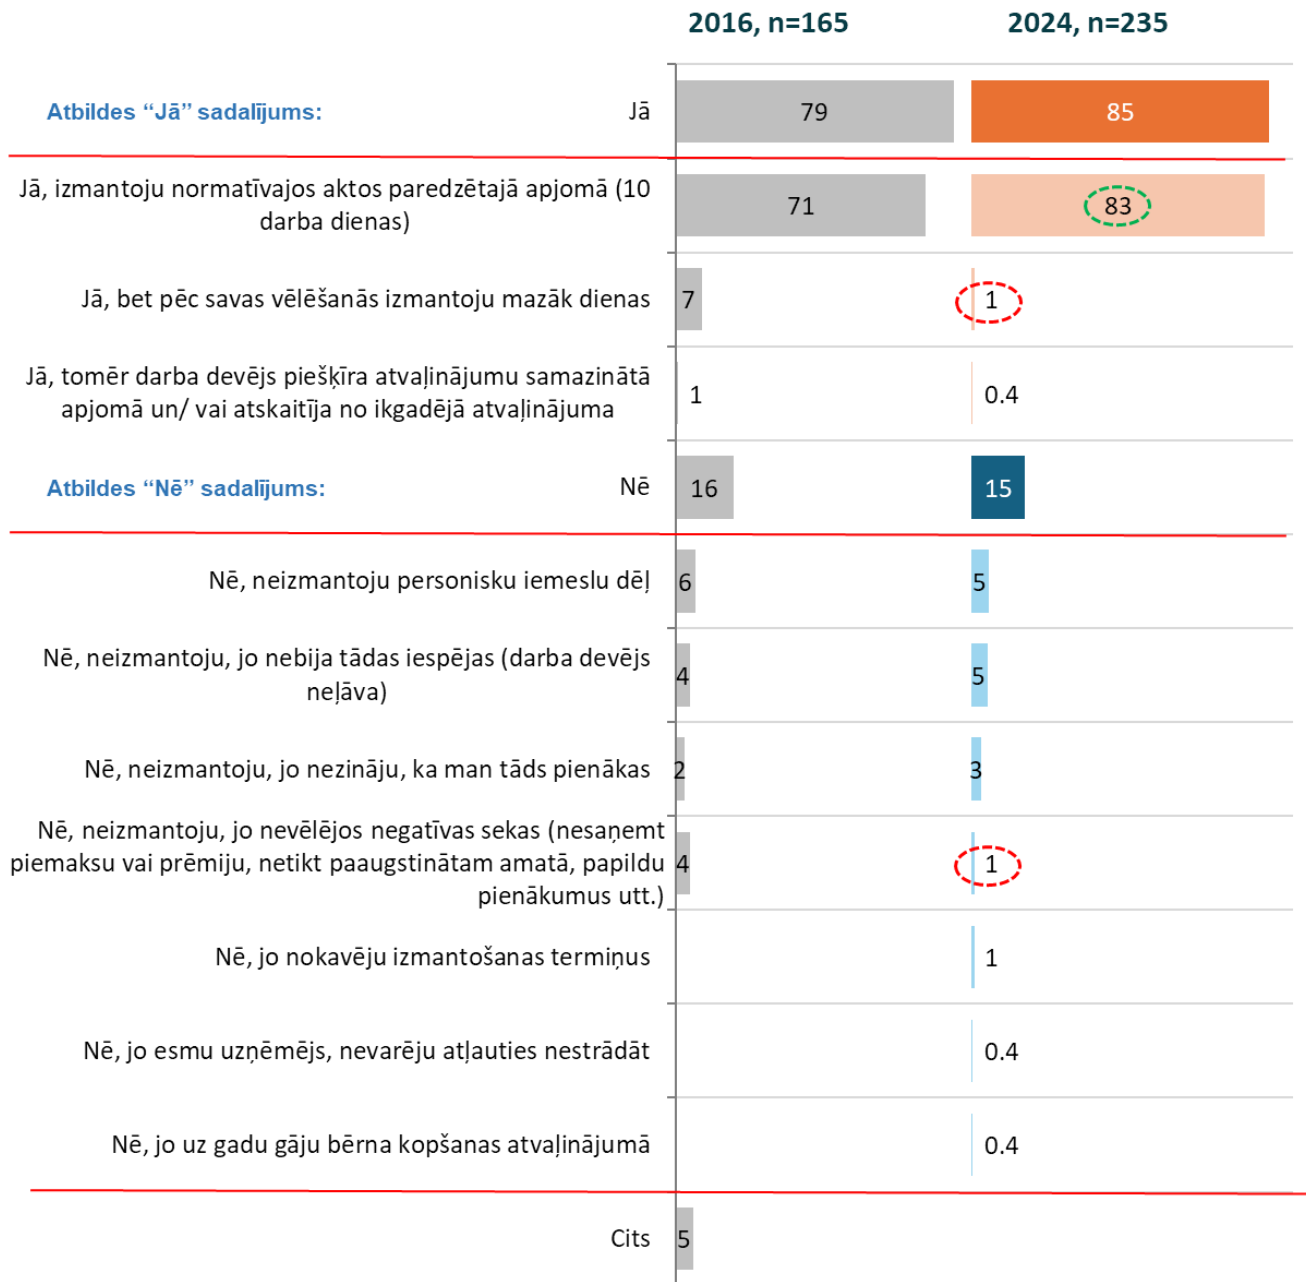 2016, n=165 2024, n=235
Atbildes “Jā” sadalījums: Jā 79 85
Jā, izmantoju normatīvajos aktos paredzētajā apjomā (10
darba dienas) 71 83
Jā, bet pēc savas vēlēšanās izmantoju mazāk dienas 7 1
Jā, tomēr darba devējs piešķīra atvaļinājumu samazinātā
apjomā un/ vai atskaitīja no ikgadējā atvaļinājuma 1 0.4
Atbildes “Nē” sadalījums: Nē 16 15
Nē, neizmantoju personisku iemeslu dēļ 6 5
Nē, neizmantoju, jo nebija tādas iespējas (darba devējs
neļāva) 4 5
Nē, neizmantoju, jo nezināju, ka man tāds pienākas 2 3
Nē, neizmantoju, jo nevēlējos negatīvas sekas (nesaņemt
piemaksu vai prēmiju, netikt paaugstinātam amatā, papildu
pienākumus utt.) 4 1
Nē, jo nokavēju izmantošanas termiņus 1
Nē, jo esmu uzņēmējs, nevarēju atļauties nestrādāt 0.4
Nē, jo uz gadu gāju bērna kopšanas atvaļinājumā 0.4
Cits 5